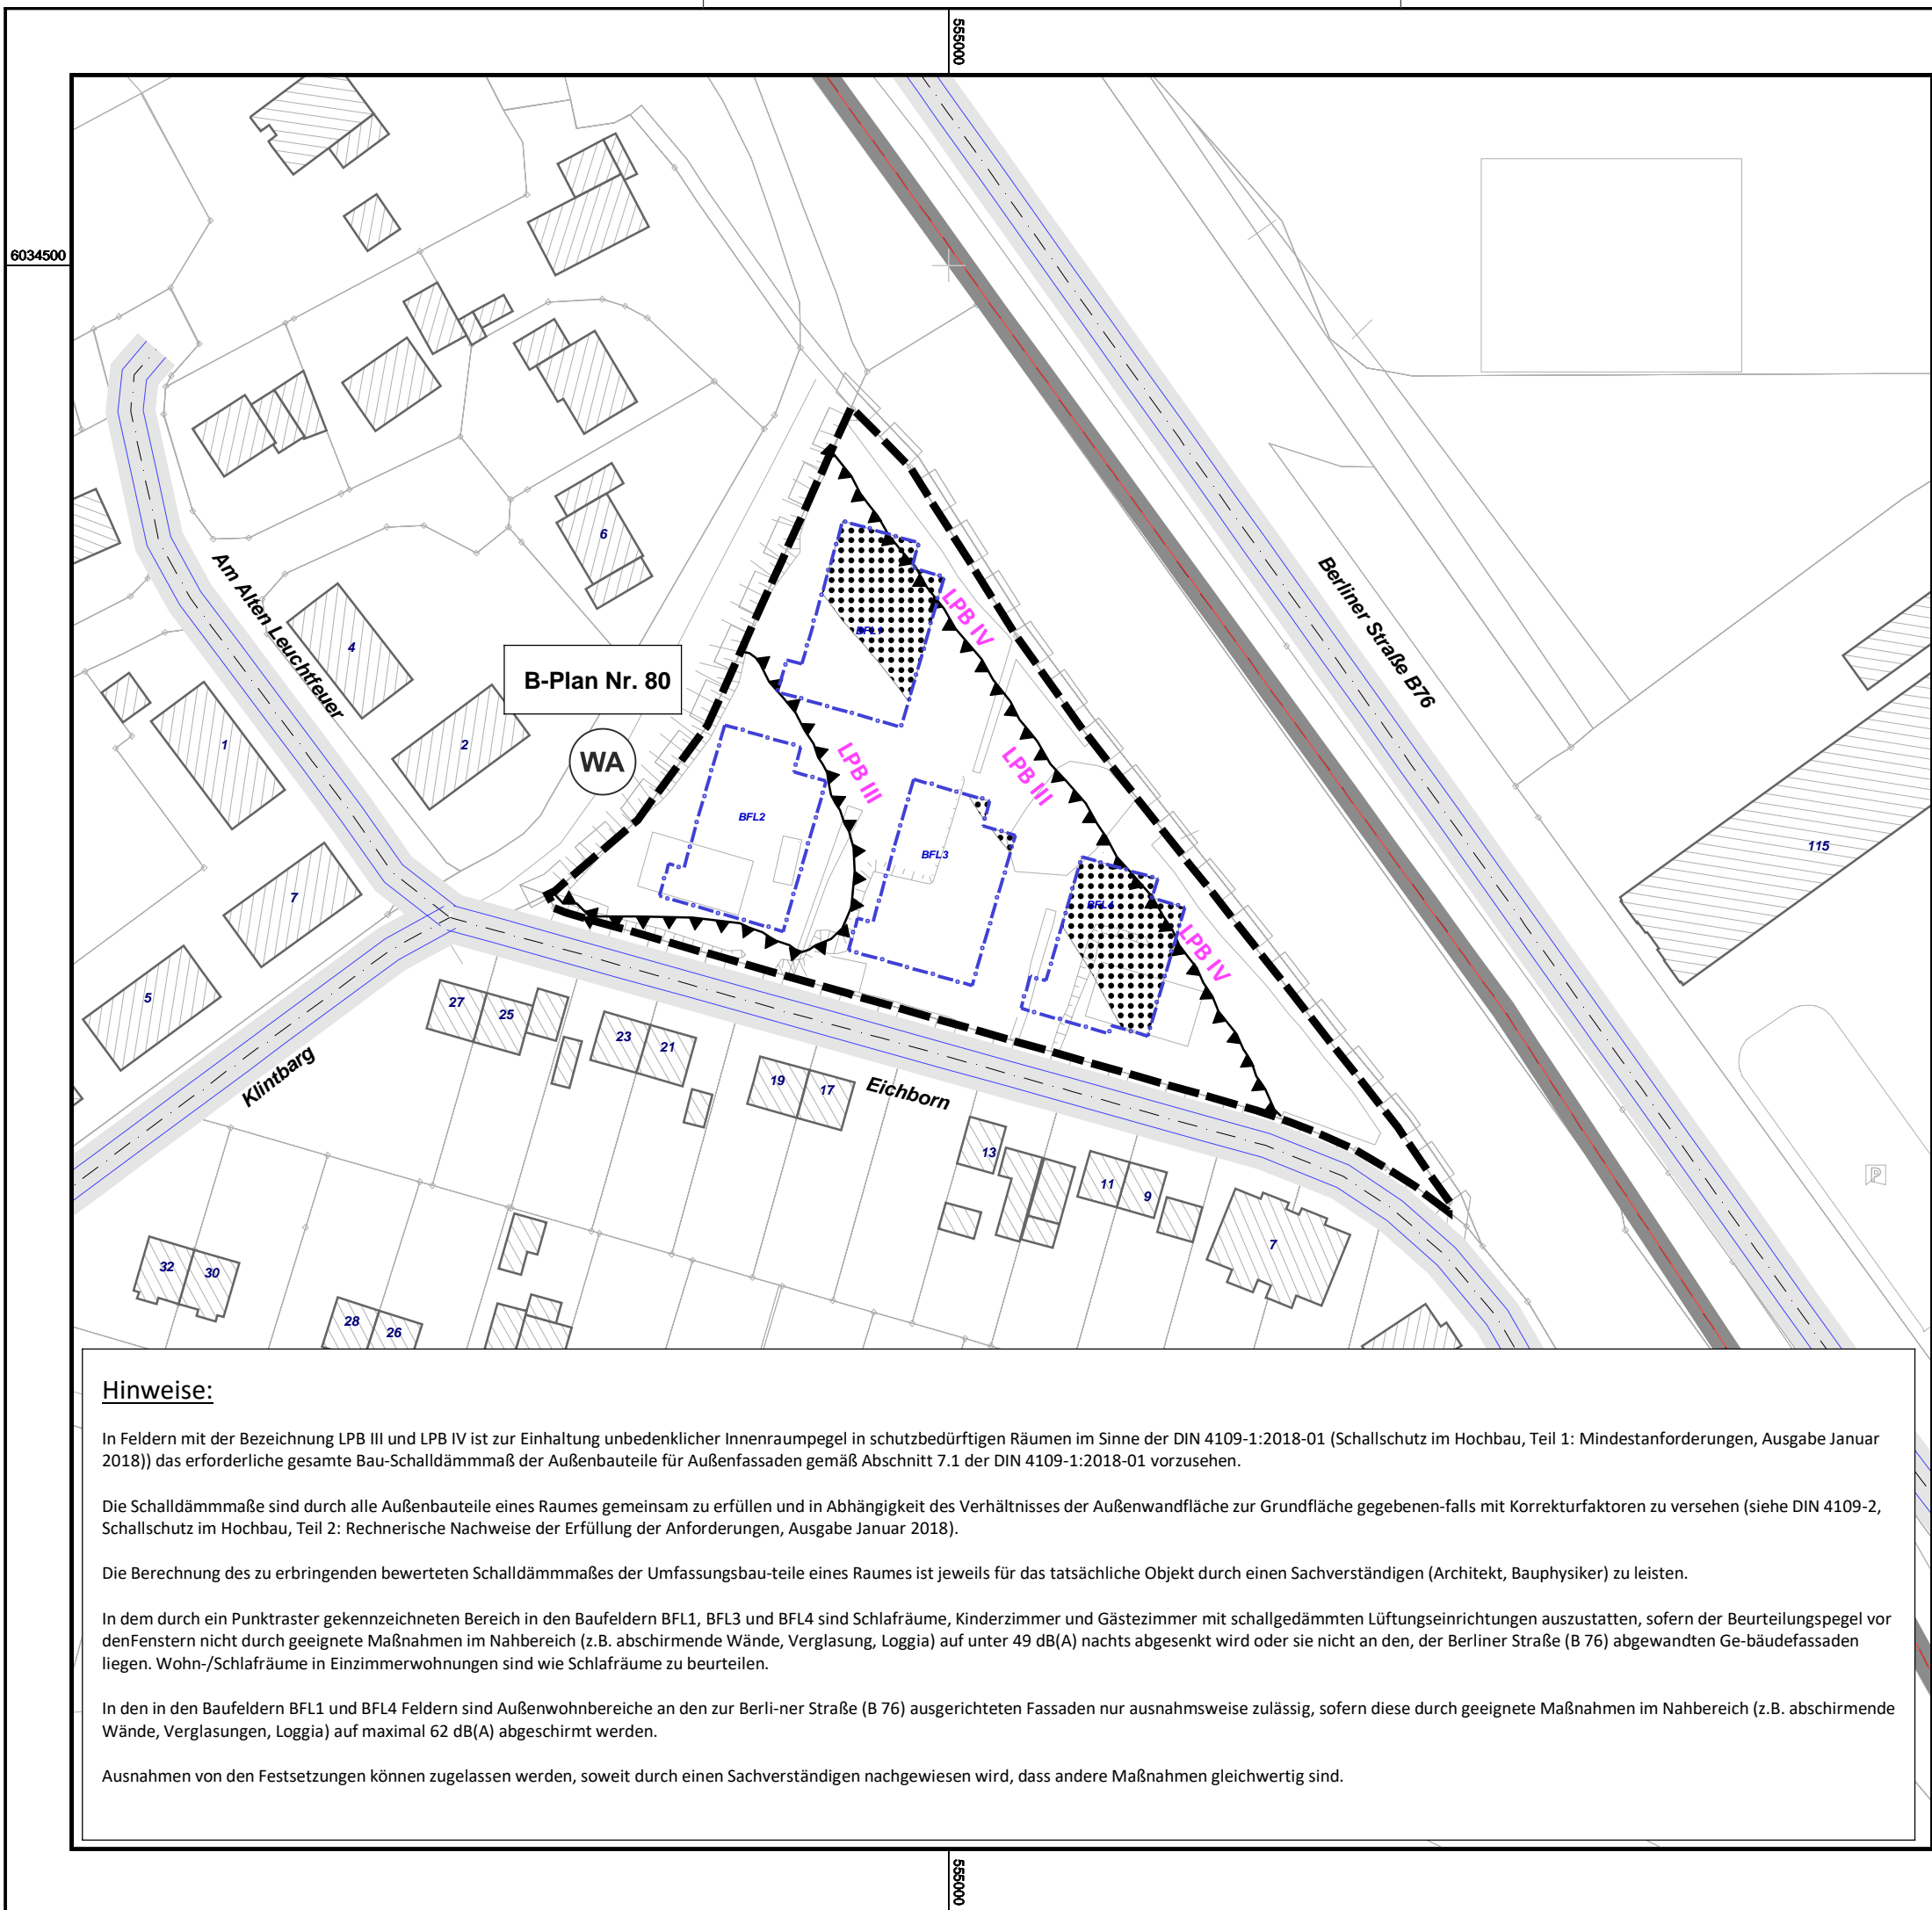 555000
6034500
6
Am Alten Leuchtfeuer
4
LPB IV
Berliner Straße B76
BFL1
B-Plan Nr. 80
1
2
WA
LPB III
LPB III
BFL2
BFL3
115
7
BFL4
LPB IV
5
27
25
23
21
Klintbarg
19
17
Eichborn
13
11
9
P
7
32
30
28
26
Hinweise:
In Feldern mit der Bezeichnung LPB III und LPB IV ist zur Einhaltung unbedenklicher Innenraumpegel in schutzbedürftigen Räumen im Sinne der DIN 4109-1:2018-01 (Schallschutz im Hochbau, Teil 1: Mindestanforderungen, Ausgabe Januar
2018)) das erforderliche gesamte Bau-Schalldämmmaß der Außenbauteile für Außenfassaden gemäß Abschnitt 7.1 der DIN 4109-1:2018-01 vorzusehen.
Die Schalldämmmaße sind durch alle Außenbauteile eines Raumes gemeinsam zu erfüllen und in Abhängigkeit des Verhältnisses der Außenwandfläche zur Grundfläche gegebenen-falls mit Korrekturfaktoren zu versehen (siehe DIN 4109-2,
Schallschutz im Hochbau, Teil 2: Rechnerische Nachweise der Erfüllung der Anforderungen, Ausgabe Januar 2018).
Die Berechnung des zu erbringenden bewerteten Schalldämmmaßes der Umfassungsbau-teile eines Raumes ist jeweils für das tatsächliche Objekt durch einen Sachverständigen (Architekt, Bauphysiker) zu leisten.
In dem durch ein Punktraster gekennzeichneten Bereich in den Baufeldern BFL1, BFL3 und BFL4 sind Schlafräume, Kinderzimmer und Gästezimmer mit schallgedämmten Lüftungseinrichtungen auszustatten, sofern der Beurteilungspegel vor
denFenstern nicht durch geeignete Maßnahmen im Nahbereich (z.B. abschirmende Wände, Verglasung, Loggia) auf unter 49 dB(A) nachts abgesenkt wird oder sie nicht an den, der Berliner Straße (B 76) abgewandten Ge-bäudefassaden
liegen. Wohn-/Schlafräume in Einzimmerwohnungen sind wie Schlafräume zu beurteilen.
In den in den Baufeldern BFL1 und BFL4 Feldern sind Außenwohnbereiche an den zur Berli-ner Straße (B 76) ausgerichteten Fassaden nur ausnahmsweise zulässig, sofern diese durch geeignete Maßnahmen im Nahbereich (z.B. abschirmende
Wände, Verglasungen, Loggia) auf maximal 62 dB(A) abgeschirmt werden.
Ausnahmen von den Festsetzungen können zugelassen werden, soweit durch einen Sachverständigen nachgewiesen wird, dass andere Maßnahmen gleichwertig sind.
555000